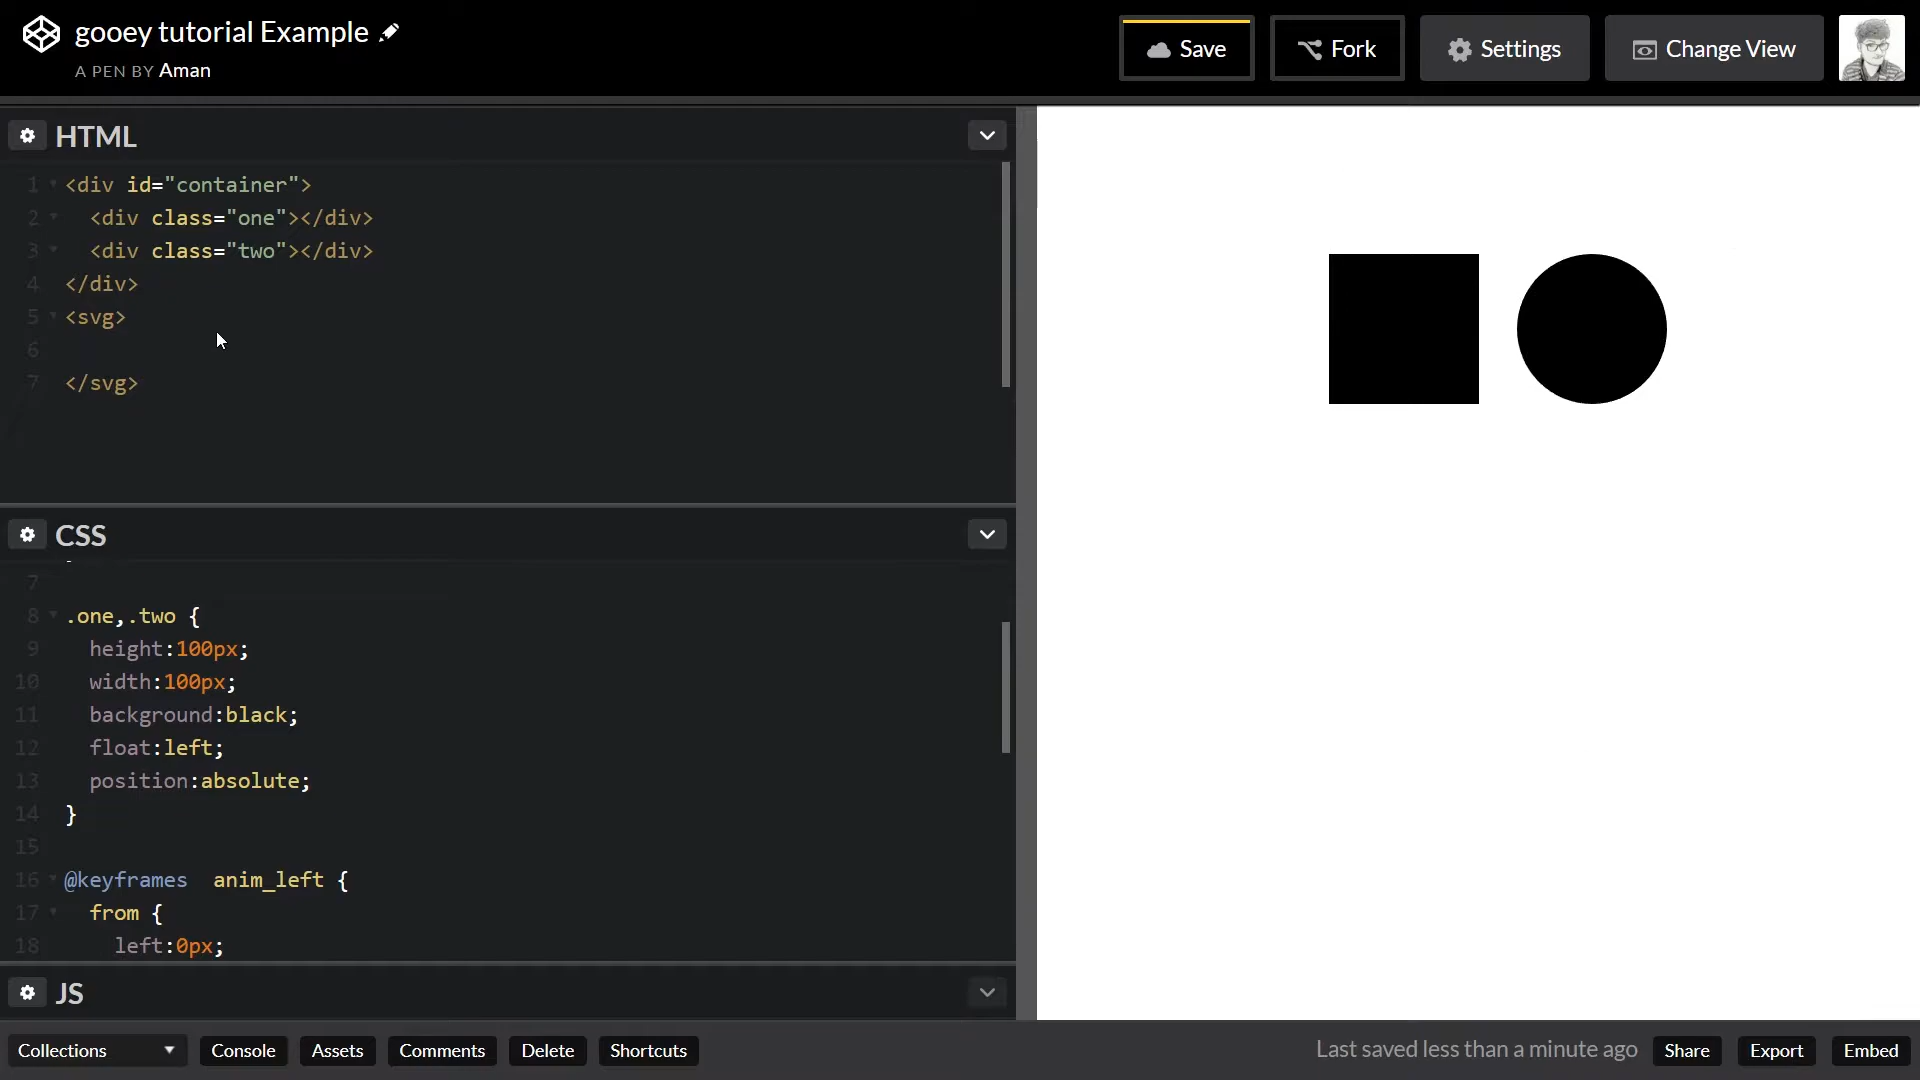 gooey tutorial Example
A PEN BY Aman
Save
Fork
Settings
Change View
HTML
1 <div id="container">
2 <div class="one"></div>
3 <div class="two"></div>
4 </div>
5 <svg>
6
7 </svg>
CSS
7
8 .one,.two {
9 height:100px;
10 width:100px;
11 background:black;
12 float:left;
13 position:absolute;
14 }
15
16 @keyframes  anim_left {
17 from {
18 left:0px;
JS
Collections
Console
Assets
Comments
Delete
Shortcuts
Last saved less than a minute ago
Share
Export
Embed